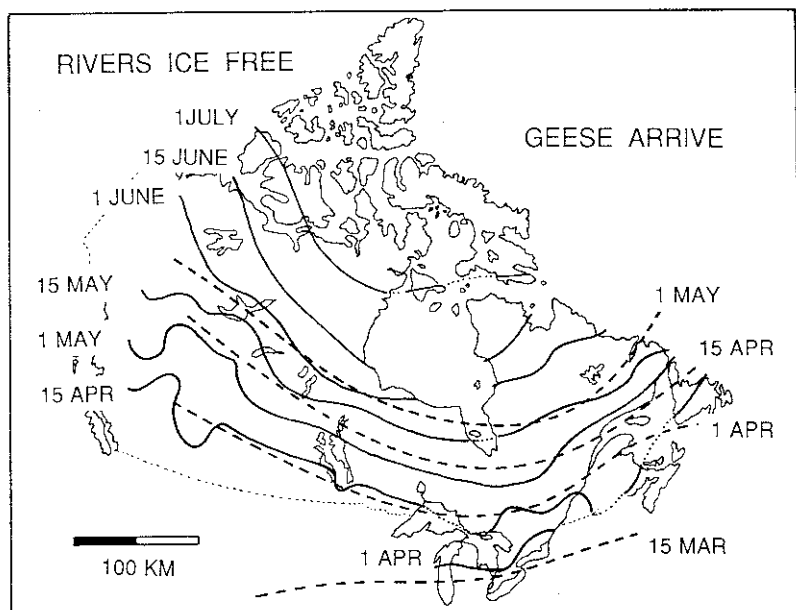 RIVERS ICE FREE
GEESE ARRIVE
1JULY
15 JUNE
1 JUNE
15 MAY
1 MAY
15 APR
1 MAY
15 APR
1 APR
15 MAR
1 APR
100 KM